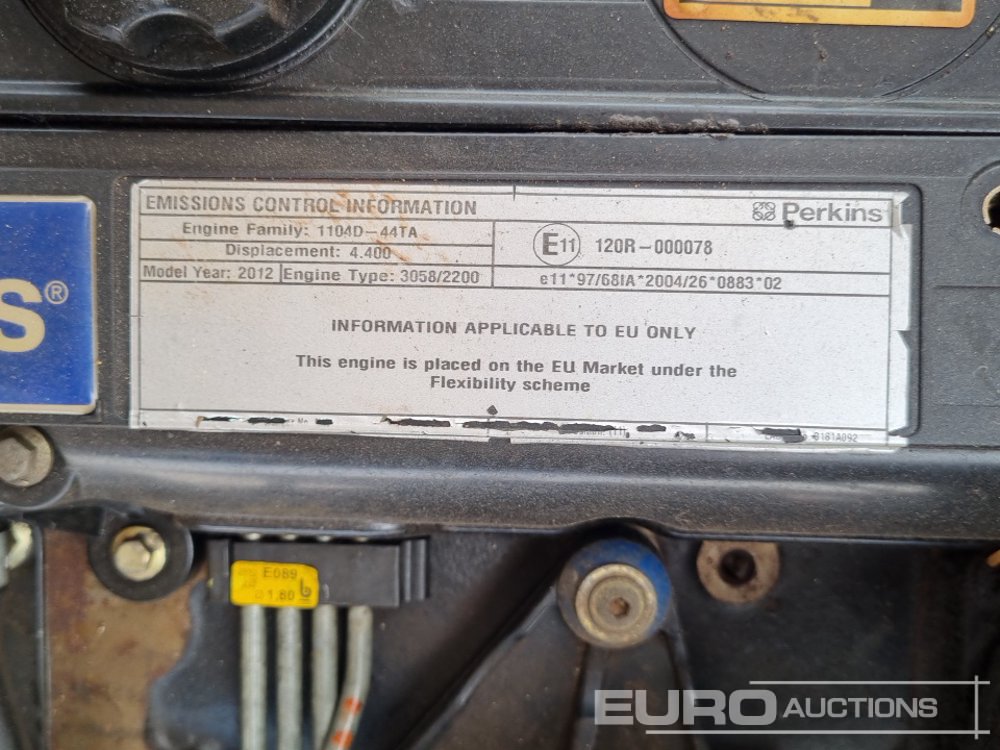 EMISSIONS CONTROL INFORMATION
Perkins
Engine Family: 1104D-44TA
Displacement: 4.400
Model Year: 2012 Engine Type: 3058/2200
E11 120R-000078
e11*97/68IA*2004/26*0883*02
INFORMATION APPLICABLE TO EU ONLY
This engine is placed on the EU Market under the
Flexibility scheme
0181A092
S®
E089
1,80
b
EURO AUCTIONS